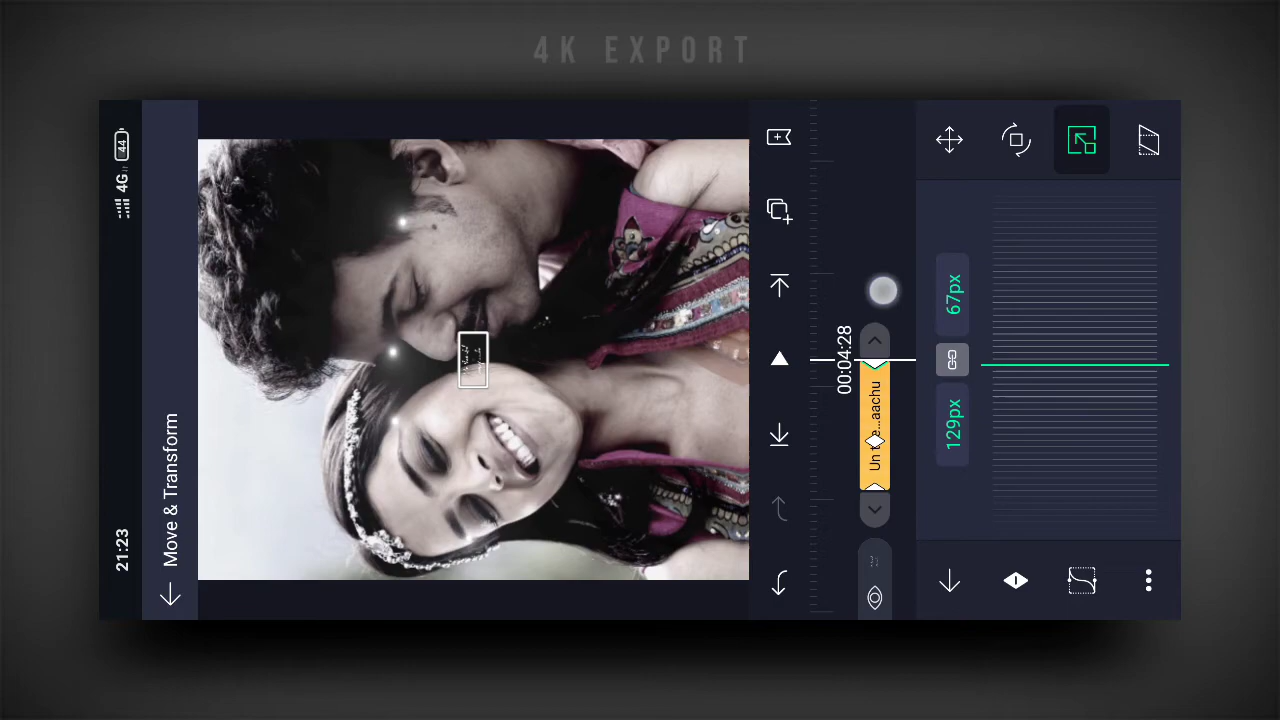 4K EXPORT
21:23
4G
44
Move & Transform
00:04:28
Un t e...aachu
129px
67px